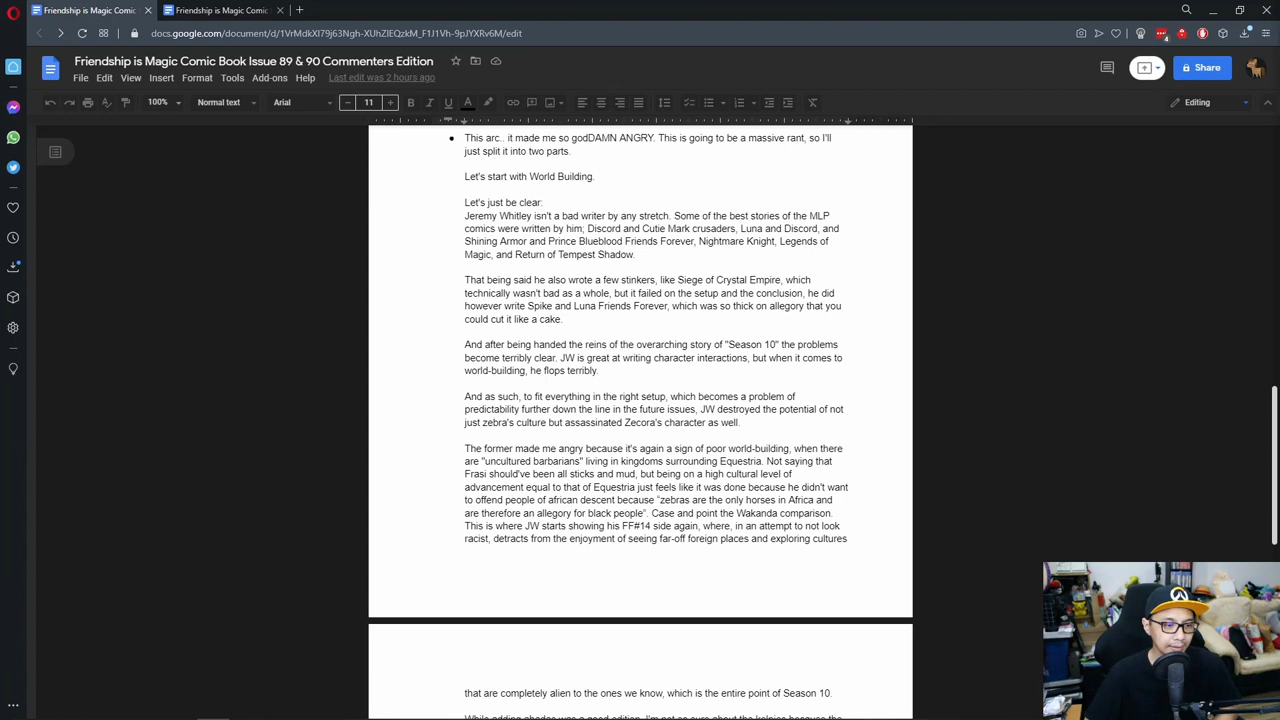 Friendship is Magic Comic
Friendship is Magic Comic Bo
docs.google.com/document/d/1VrMdkXI79j63Ngh-XUhZIEQzkM_F1J1Vh-9pJYXRv6M/edit
Friendship is Magic Comic Book Issue 89 & 90 Commenters Edition
Share
File Edit View Insert Format Tools Add-ons Help Last edit was 2 hours ago
100% Normal text Arial 11 Editing
This arc.. it made me so godDAMN ANGRY. This is going to be a massive rant, so I'll
just split it into two parts.
Let's start with World Building.
Let's just be clear:
Jeremy Whitley isn't a bad writer by any stretch. Some of the best stories of the MLP
comics were written by him; Discord and Cutie Mark crusaders, Luna and Discord, and
Shining Armor and Prince Blueblood Friends Forever, Nightmare Knight, Legends of
Magic, and Return of Tempest Shadow.
That being said he also wrote a few stinkers, like Siege of Crystal Empire, which
technically wasn't bad as a whole, but it failed on the setup and the conclusion, he did
however write Spike and Luna Friends Forever, which was so thick on allegory that you
could cut it like a cake.
And after being handed the reins of the overarching story of "Season 10" the problems
become terribly clear. JW is great at writing character interactions, but when it comes to
world-building, he flops terribly.
And as such, to fit everything in the right setup, which becomes a problem of
predictability further down the line in the future issues, JW destroyed the potential of not
just zebra's culture but assassinated Zecora's character as well.
The former made me angry because it's again a sign of poor world-building, when there
are "uncultured barbarians" living in kingdoms surrounding Equestria. Not saying that
Frasi should've been all sticks and mud, but being on a high cultural level of
advancement equal to that of Equestria just feels like it was done because he didn't want
to offend people of african descent because "zebras are the only horses in Africa and
are therefore an allegory for black people". Case and point the Wakanda comparison.
This is where JW starts showing his FF#14 side again, where, in an attempt to not look
racist, detracts from the enjoyment of seeing far-off foreign places and exploring cultures
that are completely alien to the ones we know, which is the entire point of Season 10.
While adding abadas was a good edition, I'm not so sure about the kelpies because the